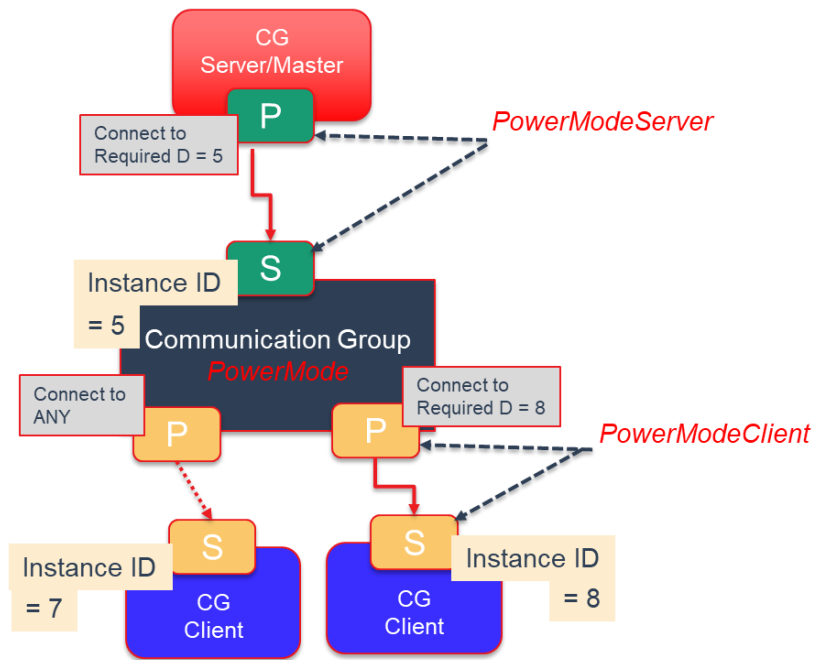 CG
Server/Master
P
PowerModeServer
Connect to
Required D = 5
S
Instance ID
= 5
Communication Group
PowerMode
Connect to
ANY
P
Connect to
Required D = 8
P
PowerModeClient
S
Instance ID
= 7
CG
Client
S
Instance ID
= 8
CG
Client